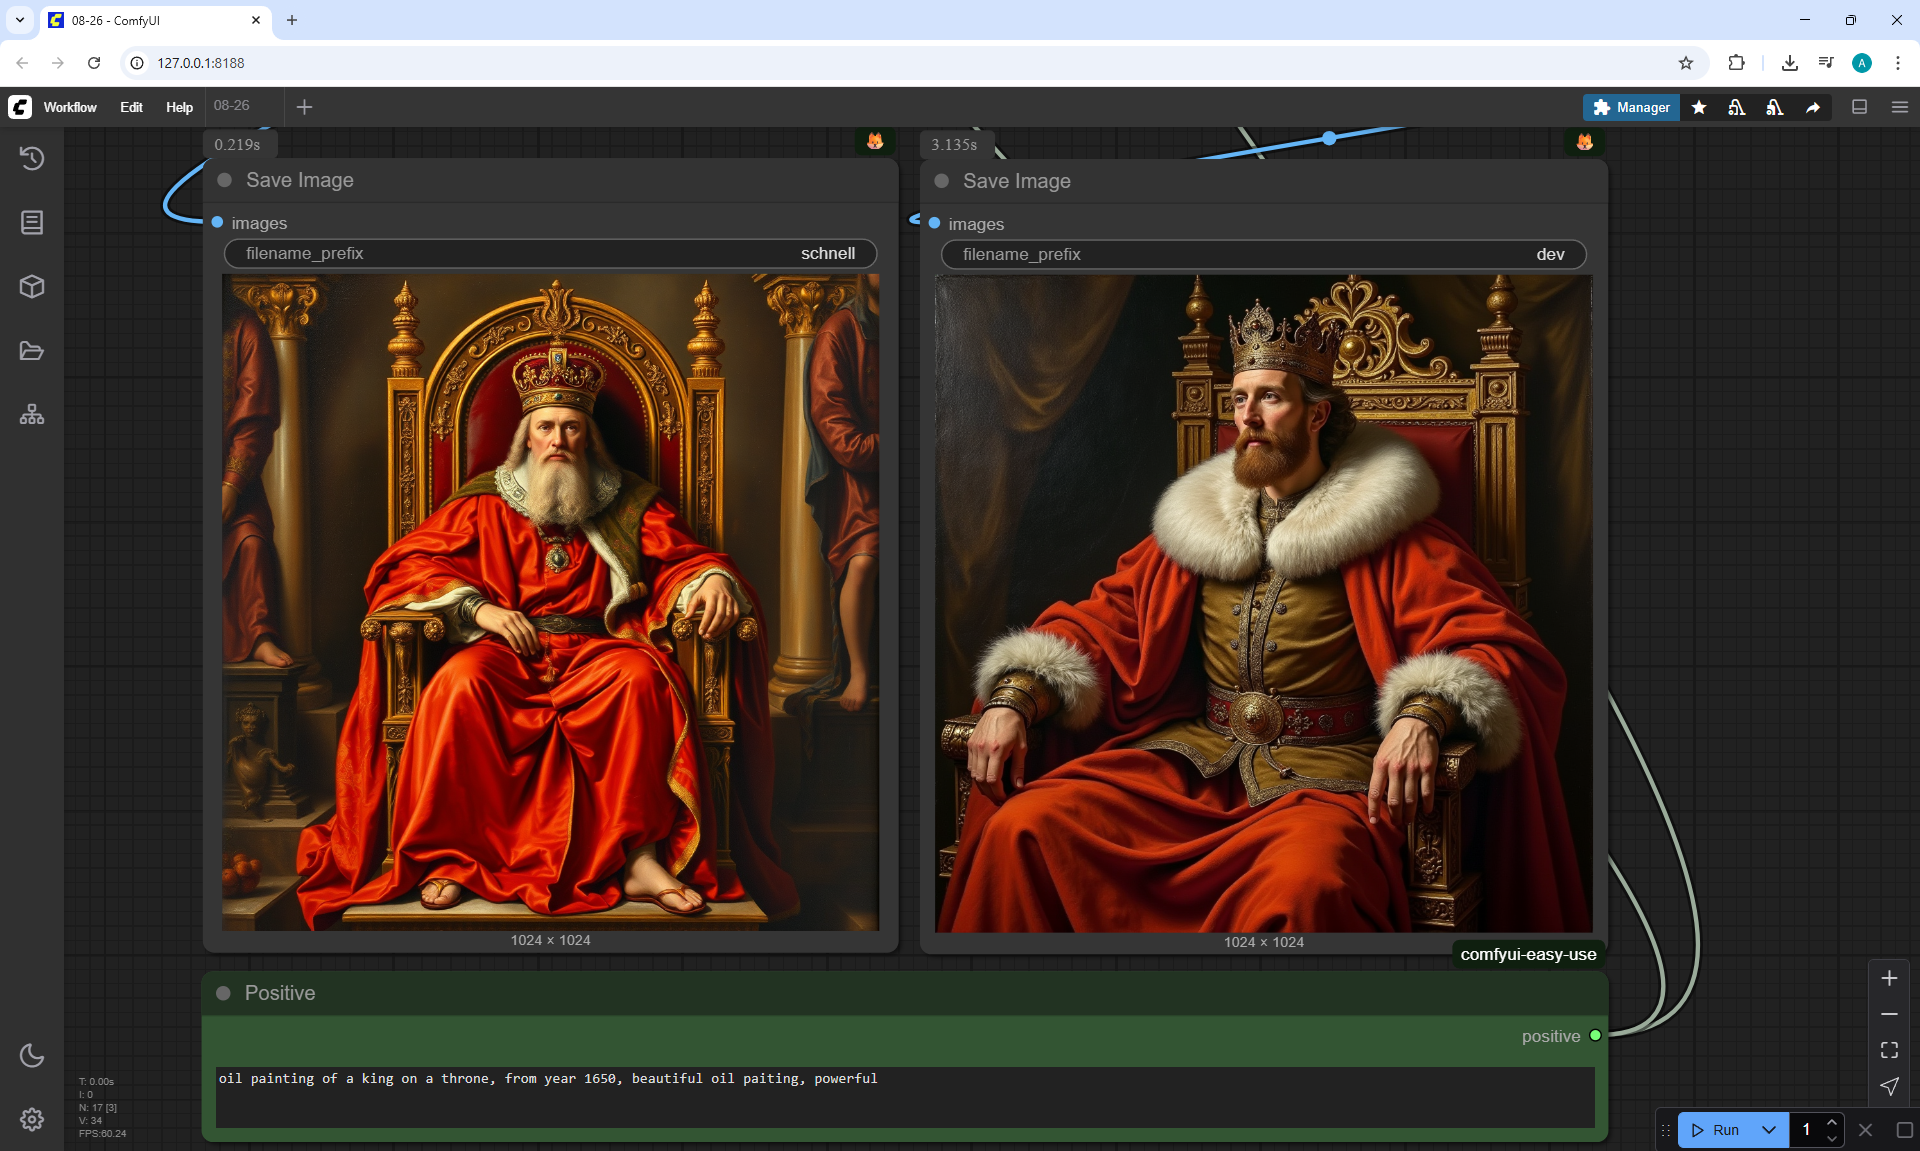 08-26 - ComfyUI
127.0.0.1:8188
Workflow Edit Help 08-26
Manager
0.219s
3.135s
Save Image
Save Image
images
images
filename_prefix schnell
filename_prefix dev
1024 × 1024
1024 × 1024
comfyui-easy-use
Positive
positive
oil painting of a king on a throne, from year 1650, beautiful oil paiting, powerful
T: 0.00s
I: 0
N: 17 [3]
V: 34
FPS:60.24
Run 1
A